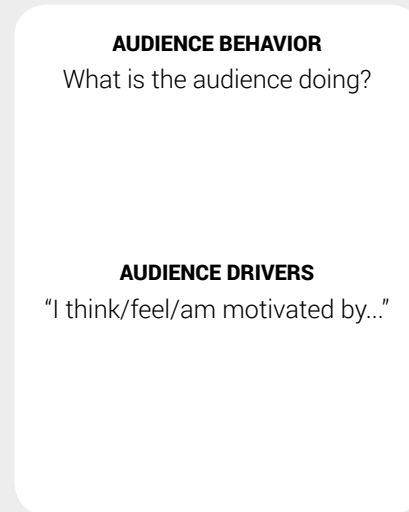 AUDIENCE BEHAVIOR
What is the audience doing?
AUDIENCE DRIVERS
“I think/feel/am motivated by...”